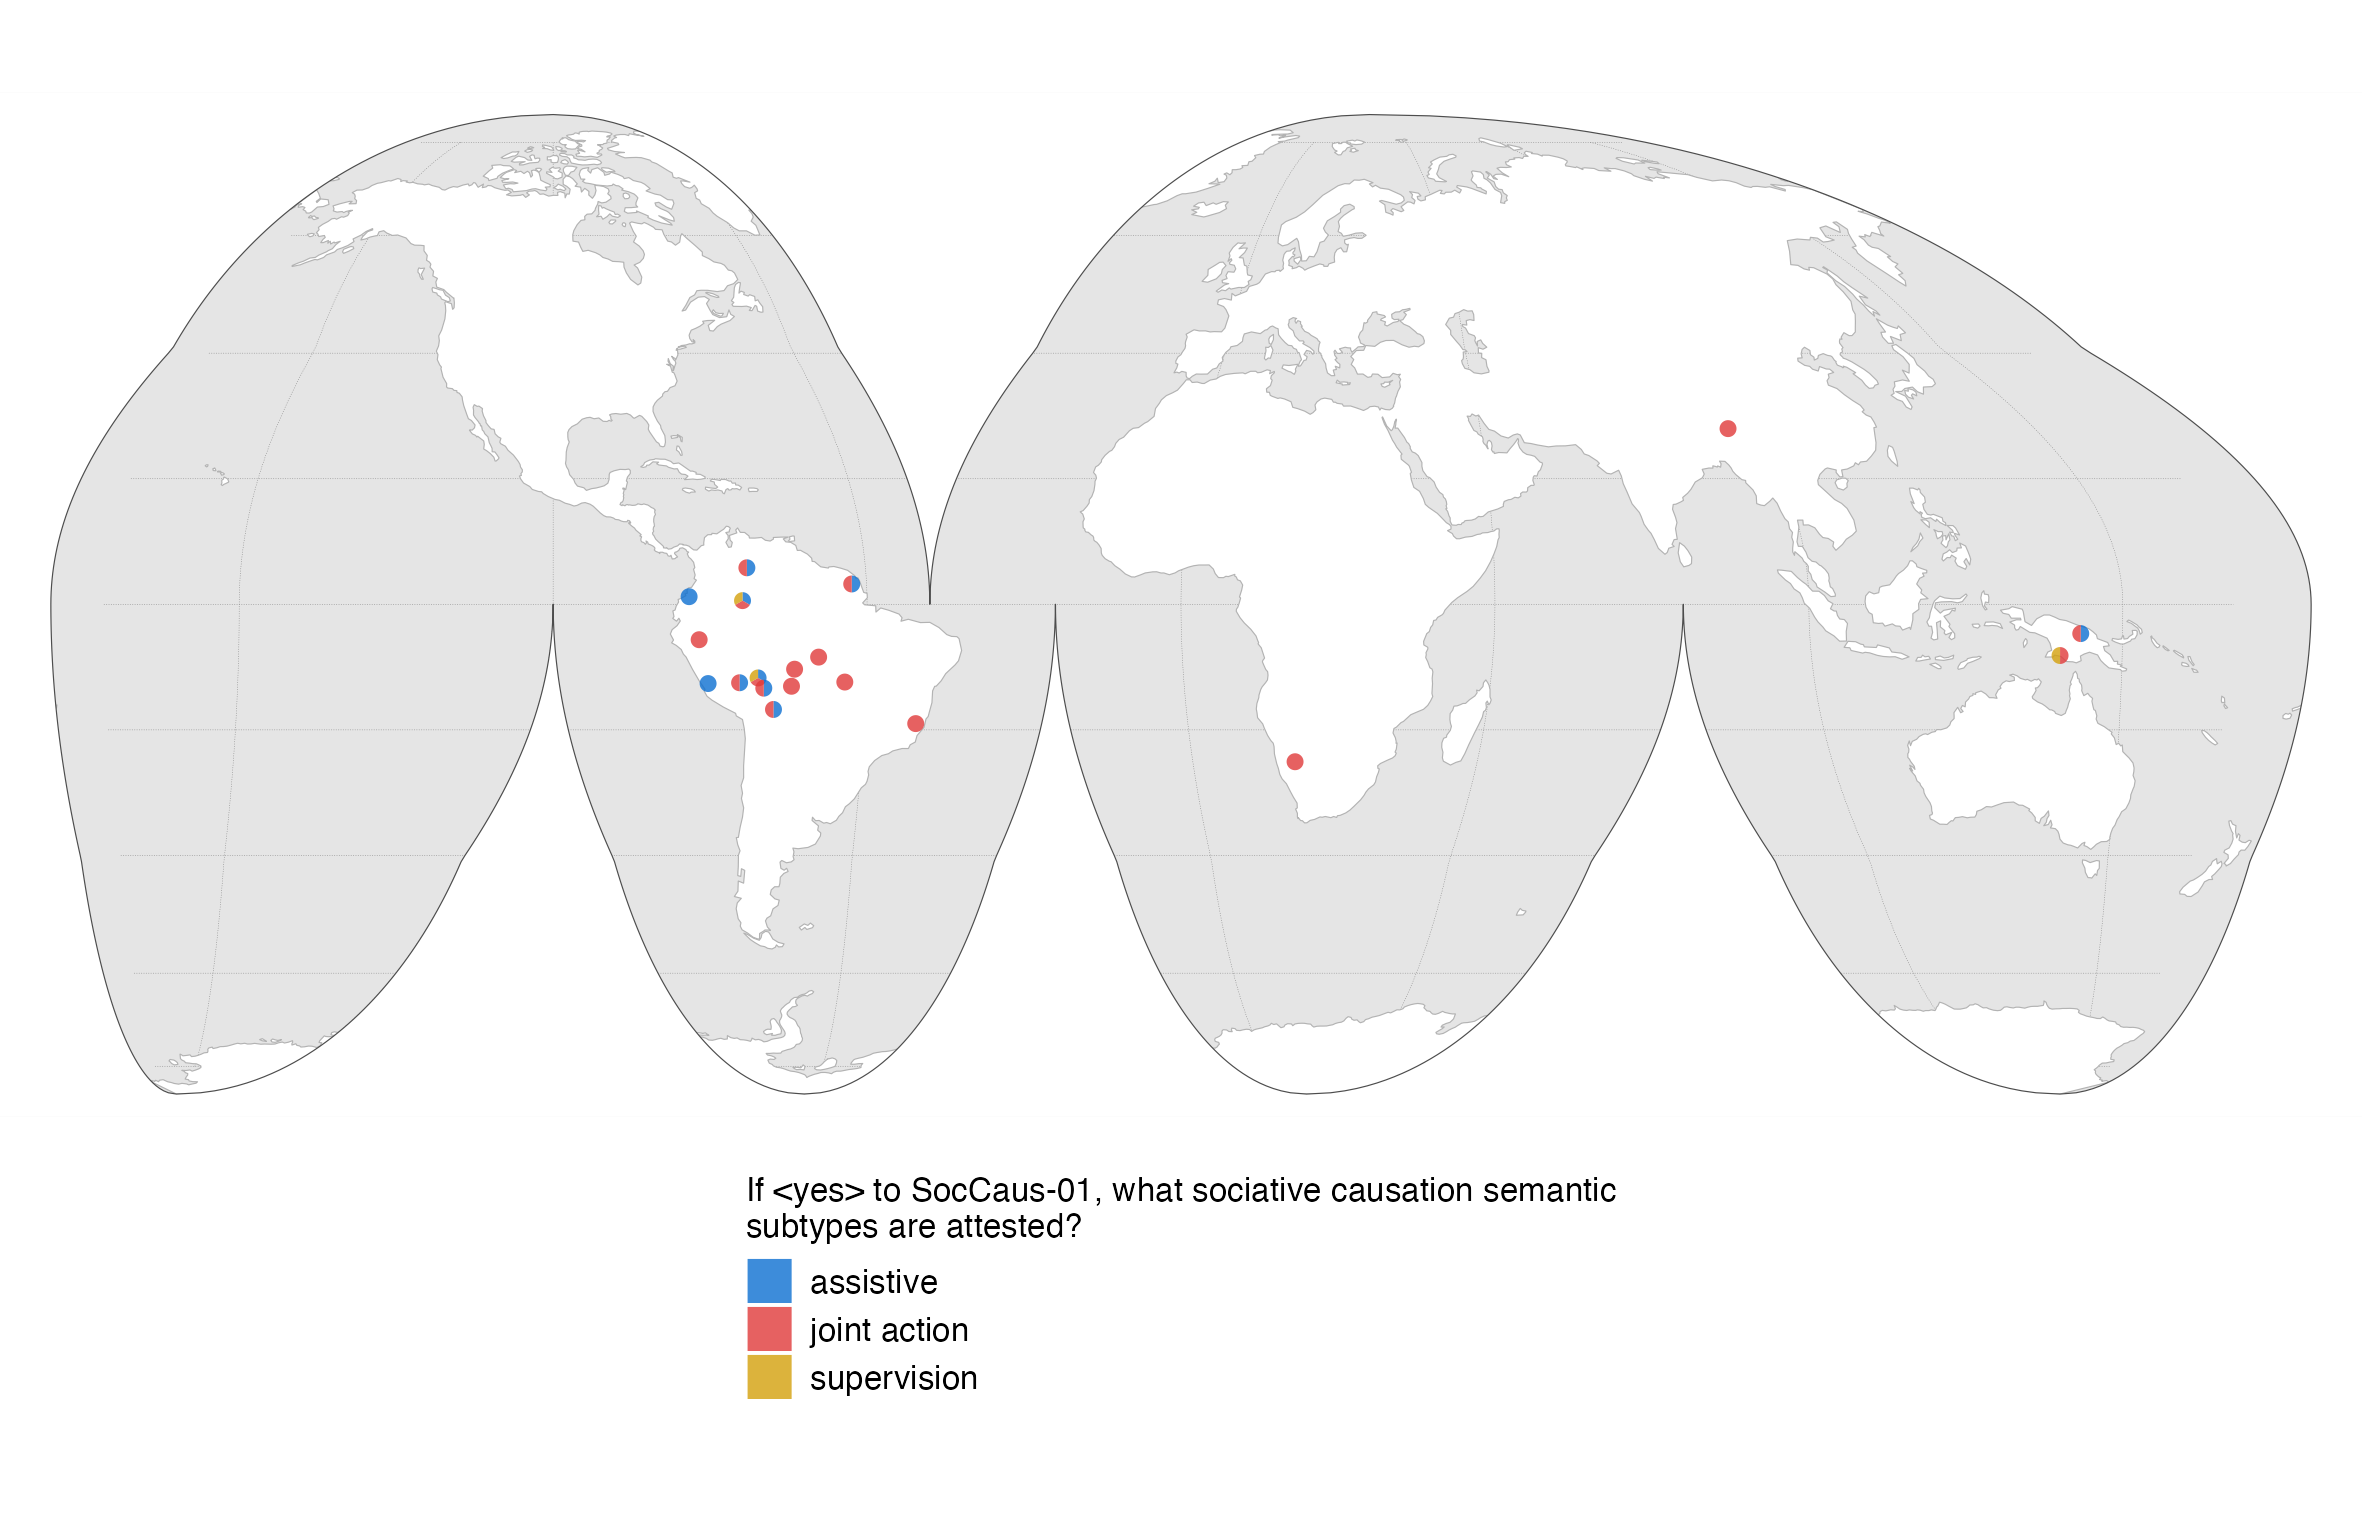 If <yes> to SocCaus-01, what sociative causation semantic
subtypes are attested?
assistive
joint action
supervision